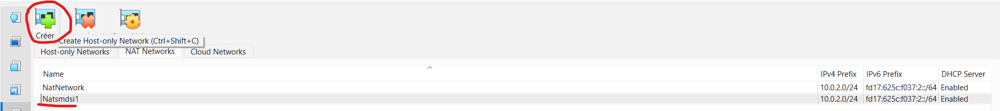 Créer
Create Host-only Network (Ctrl+Shift+C)
Host-only Networks NAT Networks Cloud Networks
Name IPv4 Prefix IPv6 Prefix DHCP Server
NatNetwork 10.0.2.0/24 fd17:625c:f037:2::/64 Enabled
Natsmdsi1 10.0.2.0/24 fd17:625c:f037:2::/64 Enabled